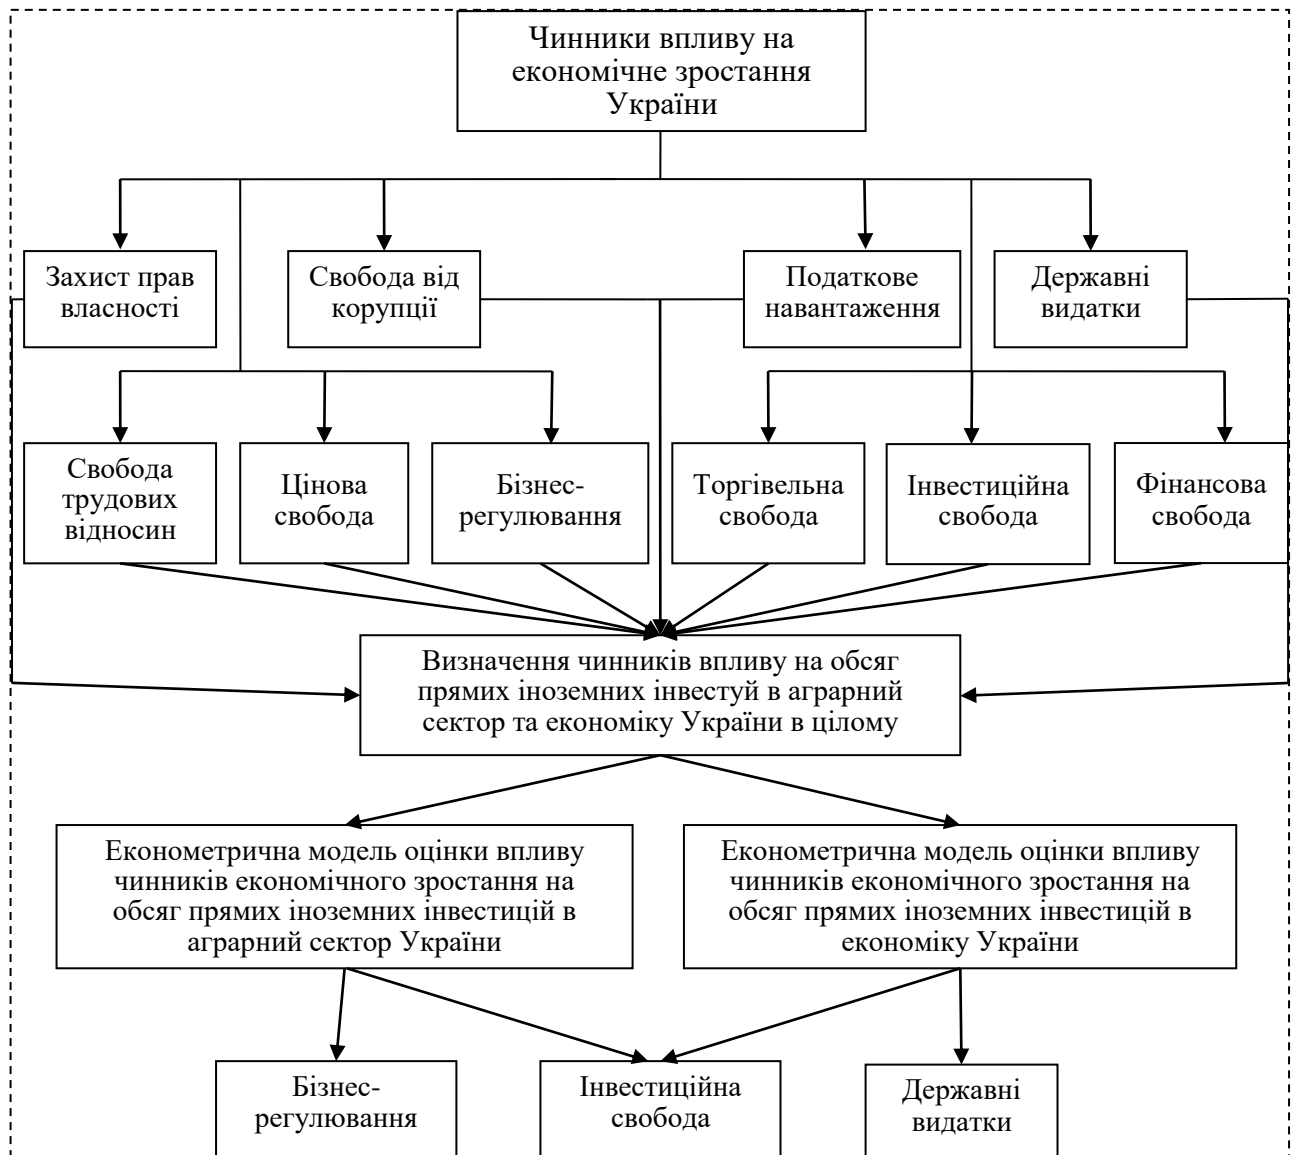 Чинники впливу на
економічне зростання
України
Захист прав
власності
Свобода від
корупції
Податкове
навантаження
Державні
видатки
Свобода
трудових
відносин
Цінова
свобода
Бізнес-
регулювання
Торгівельна
свобода
Інвестиційна
свобода
Фінансова
свобода
Визначення чинників впливу на обсяг
прямих іноземних інвестуй в аграрний
сектор та економіку України в цілому
Економетрична модель оцінки впливу
чинників економічного зростання на
обсяг прямих іноземних інвестицій в
аграрний сектор України
Економетрична модель оцінки впливу
чинників економічного зростання на
обсяг прямих іноземних інвестицій в
економіку України
Бізнес-
регулювання
Інвестиційна
свобода
Державні
видатки